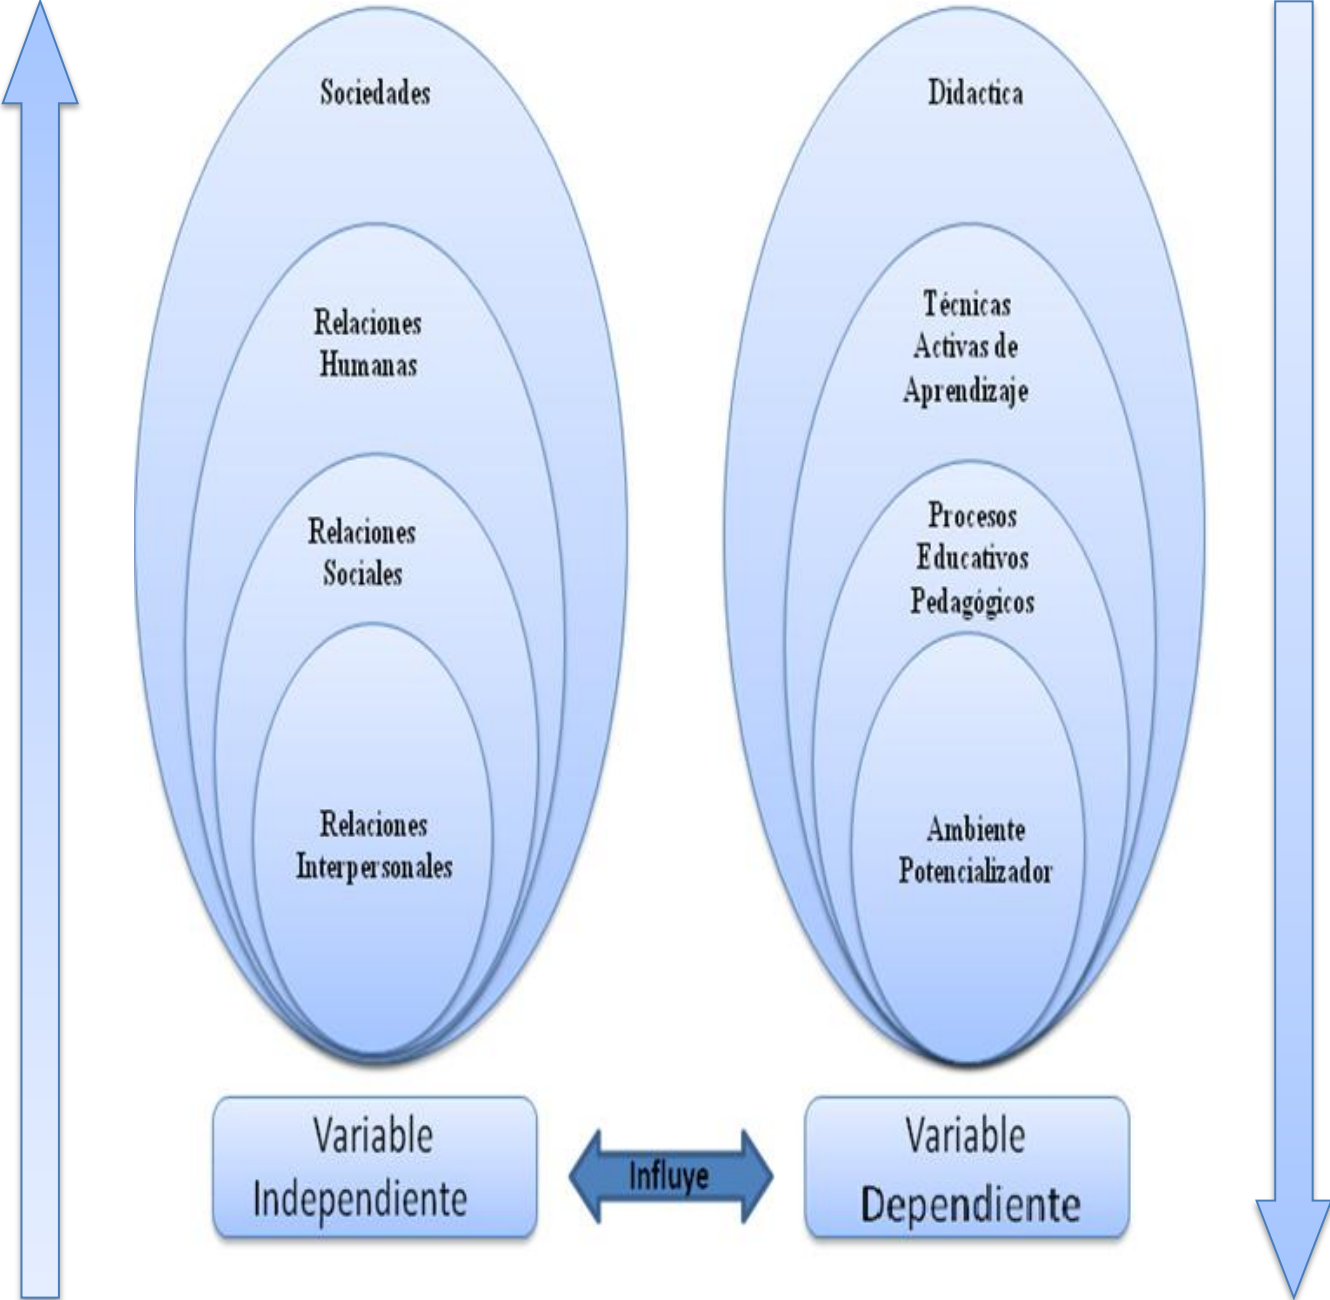 Sociedades
Relaciones
Humanas
Relaciones
Sociales
Relaciones
Interpersonales
Variable
Independiente
Influye
Didactica
Técnicas
Activas de
Aprendizaje
Procesos
Educativos
Pedagógicos
Ambiente
Potencializador
Variable
Dependiente